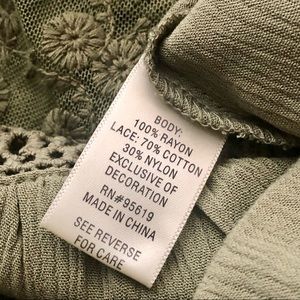 BODY:
100% RAYON
LACE: 70% COTTON
30% NYLON
EXCLUSIVE OF
DECORATION
RN#95619
MADE IN CHINA
SEE REVERSE
FOR CARE